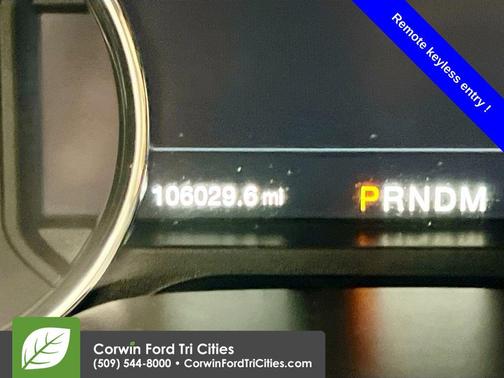 Remote keyless entry !
106029.6 mi
PRNDM
Corwin Ford Tri Cities
(509) 544-8000 • CorwinFordTriCities.com